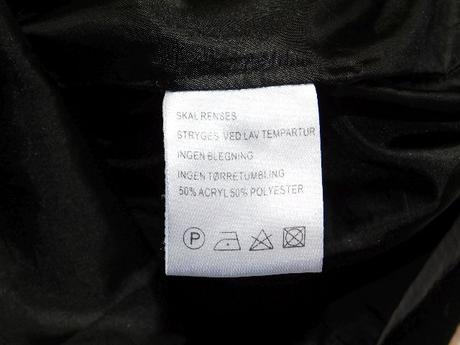 SKAL RENSES
STRYGES VED LAV TEMPARTUR
INGEN BLEGNING
INGEN TØRRETUMBLING
50% ACRYL 50% POLYESTER
P